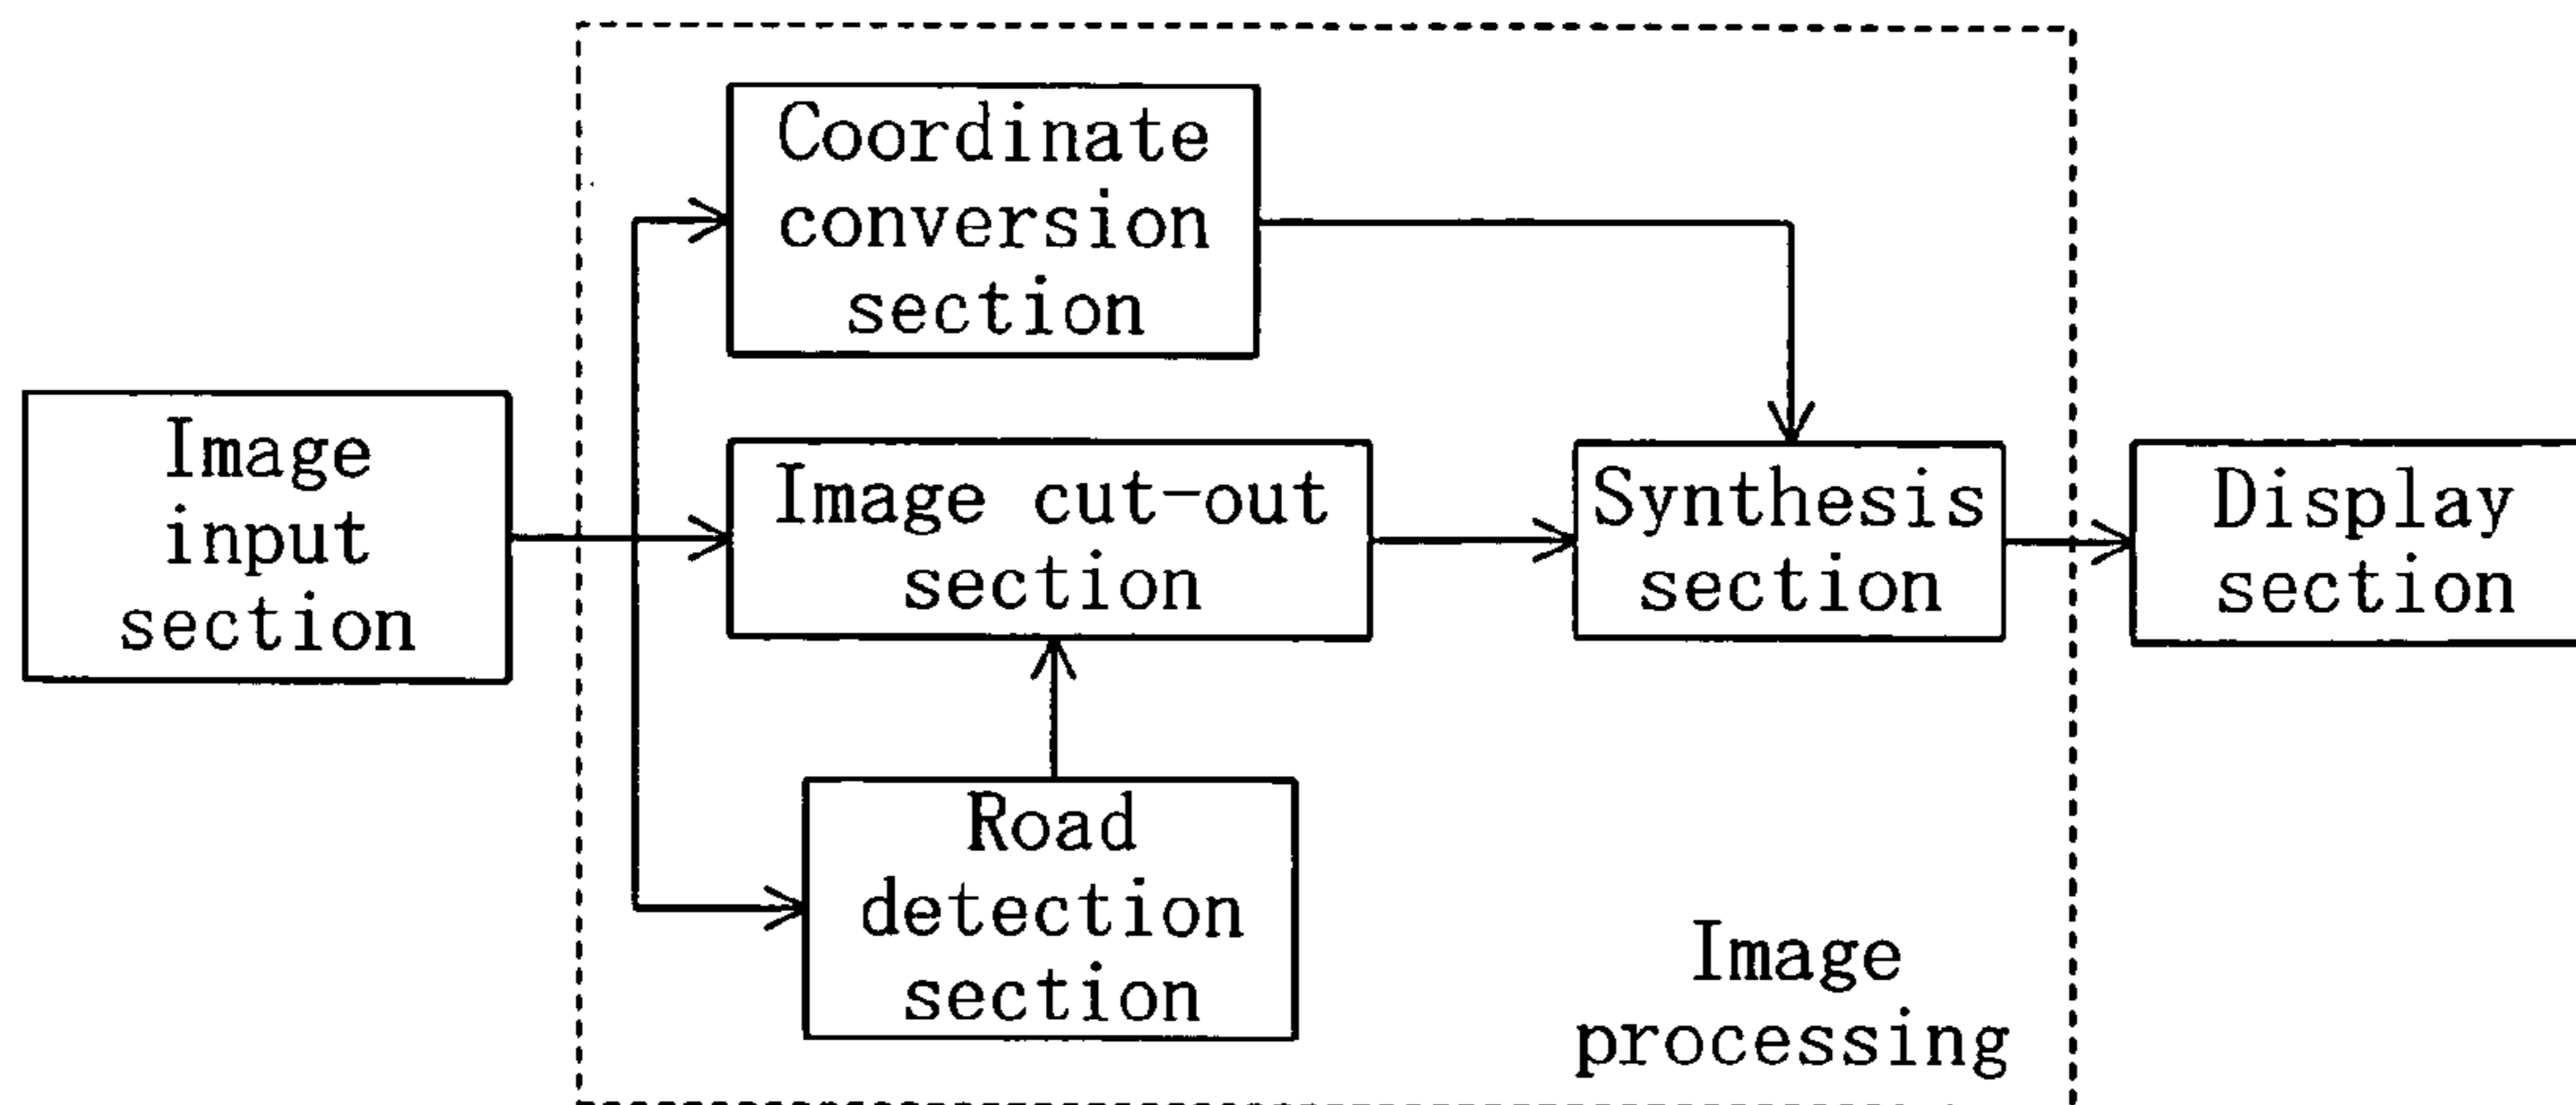 Coordinate
conversion
section
Image
input
section
Image cut-out
section
Synthesis
section
Display
section
Road
detection
section
Image
processing